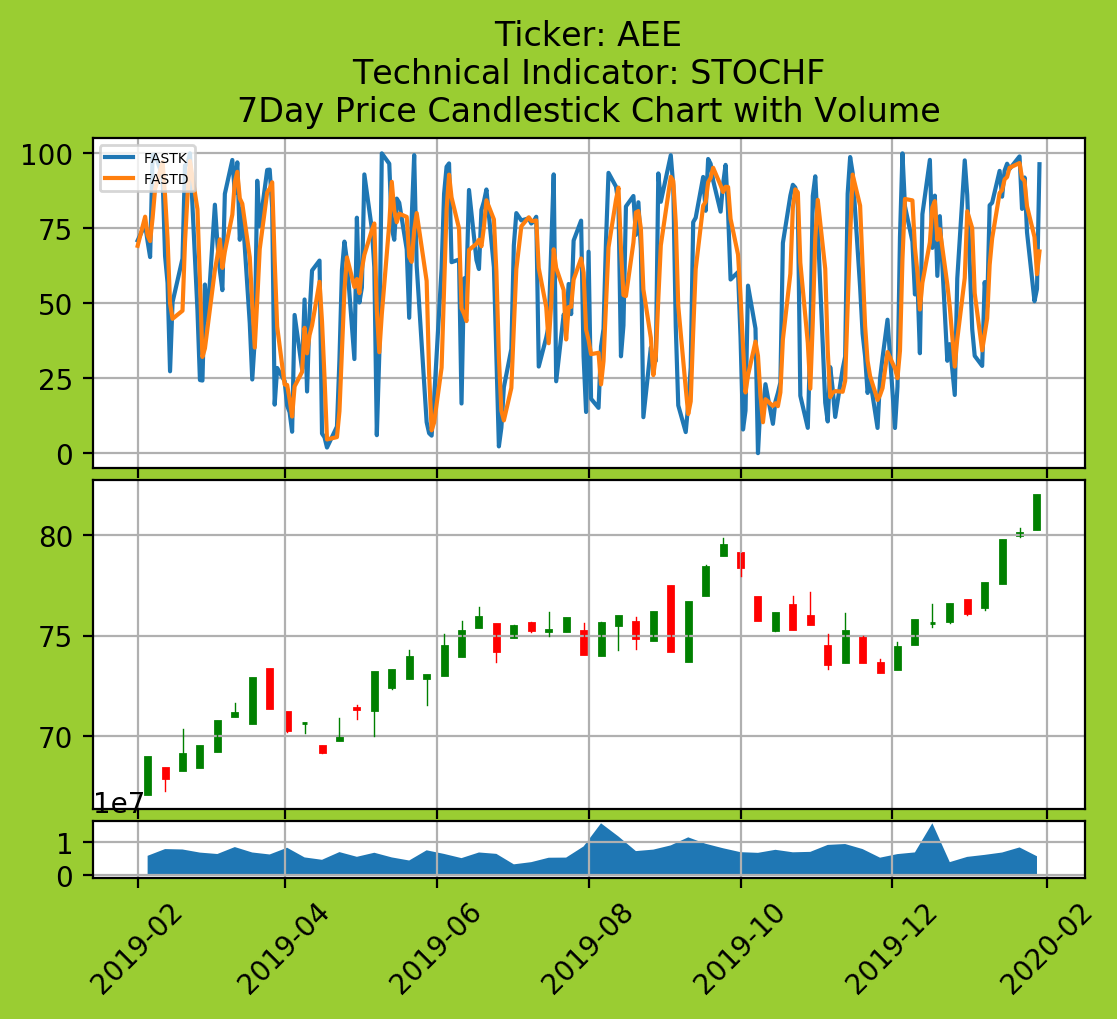 Ticker: AEE
Technical Indicator: STOCHF
7Day Price Candlestick Chart with Volume
FASTK
FASTD
100
75
50
25
0
80
75
70
1e7
1
0
2019-02
2019-04
2019-06
2019-08
2019-10
2019-12
2020-02